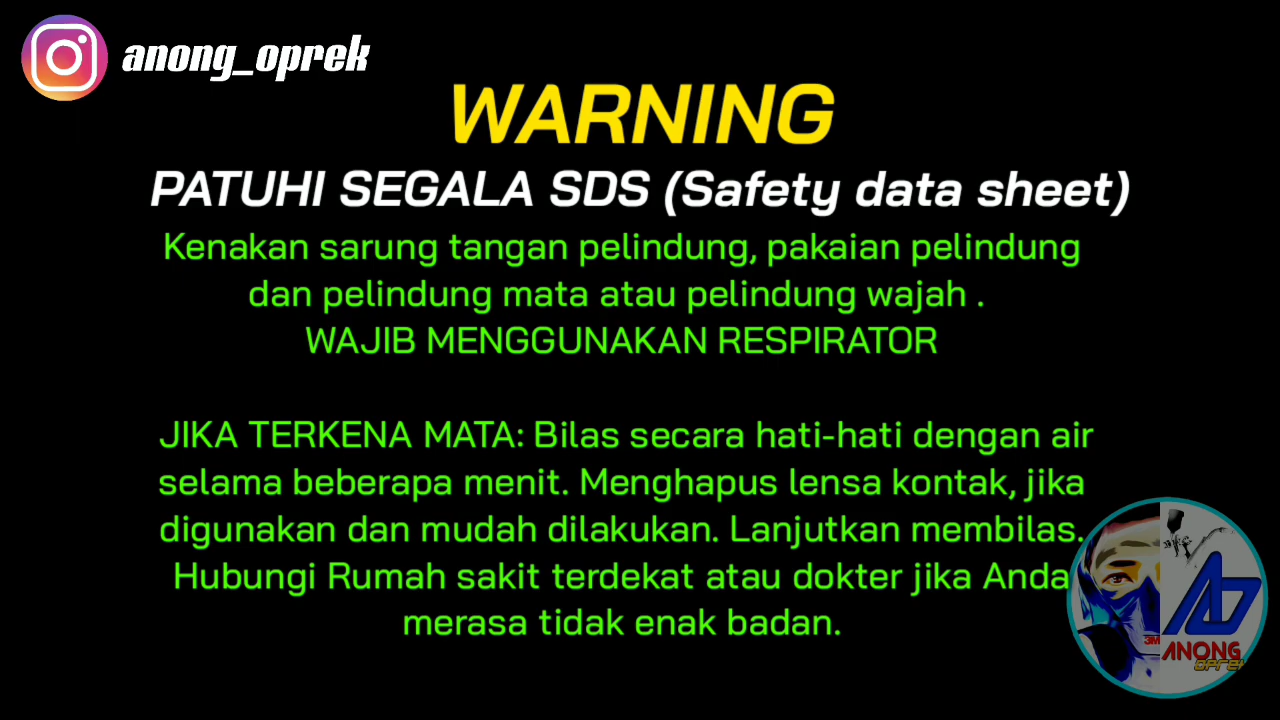 anong_oprek
WARNING
PATUHI SEGALA SDS (Safety data sheet)
Kenakan sarung tangan pelindung, pakaian pelindung
dan pelindung mata atau pelindung wajah .
WAJIB MENGGUNAKAN RESPIRATOR
JIKA TERKENA MATA: Bilas secara hati-hati dengan air
selama beberapa menit. Menghapus lensa kontak, jika
digunakan dan mudah dilakukan. Lanjutkan membilas.
Hubungi Rumah sakit terdekat atau dokter jika Anda
merasa tidak enak badan.
3M
AO
ANONG
OPREK